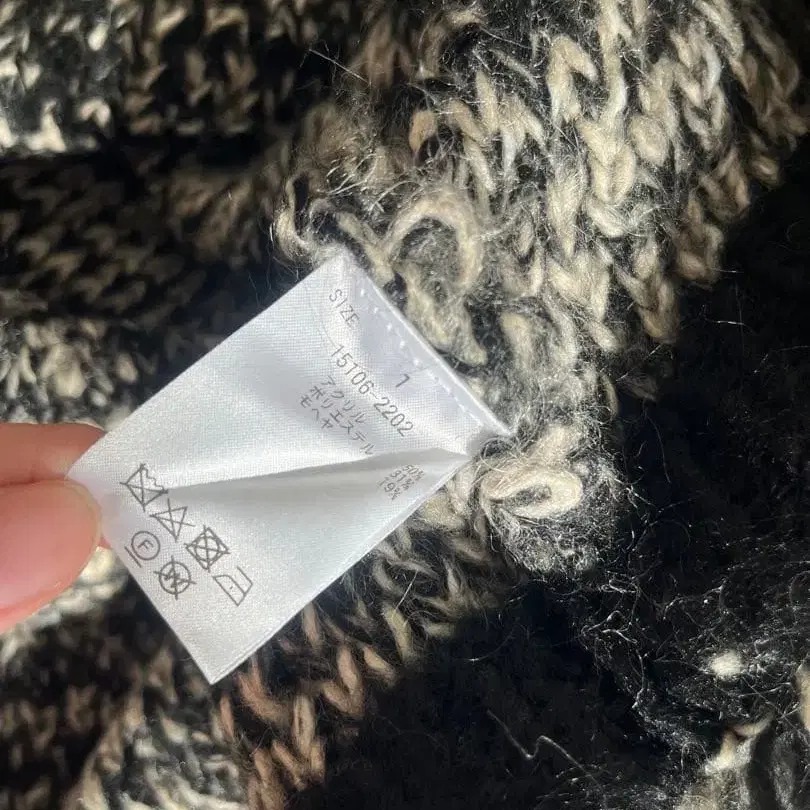 SIZE 1
15106-2202
アクリル 50%
ポリエステル 31%
モヘヤ 19%
F
W